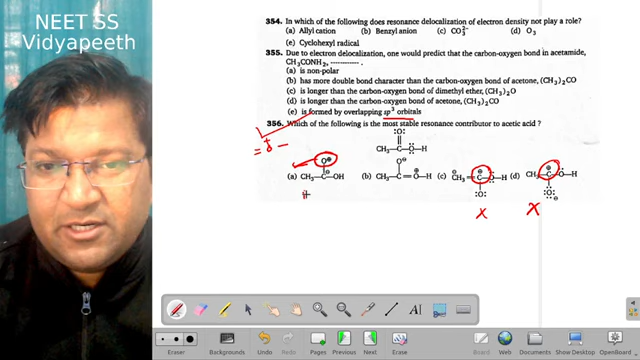 NEET SS
Vidyapeeth
354. In which of the following does resonance delocalization of electron density not play a role?
(a) Allyl cation (b) Benzyl anion (c) CO₃²⁻ (d) O₃
(e) Cyclohexyl radical
355. Due to electron delocalization, one would predict that the carbon-oxygen bond in acetamide,
CH₃CONH₂, -----------.
(a) is non-polar
(b) has more double bond character than the carbon-oxygen bond of acetone, (CH₃)₂CO
(c) is longer than the carbon-oxygen bond of dimethyl ether, (CH₃)₂O
(d) is longer than the carbon-oxygen bond of acetone, (CH₃)₂CO
(e) is formed by overlapping sp³ orbitals
356. Which of the following is the most stable resonance contributor to acetic acid ?
:O:
CH₃—C—Ö—H
(a) CH₃—C—OH (b) CH₃—C=O—H (c) CH₃=C—O—H (d) CH₃—C—O—H
O⊕ O⊖
⊖ ⊕ ⊕
:O: :O:⊖
x x
Eraser
Backgrounds
Undo
Redo
Pages
Previous
Next
Erase
Board
Web
Show Desktop
OpenBoard